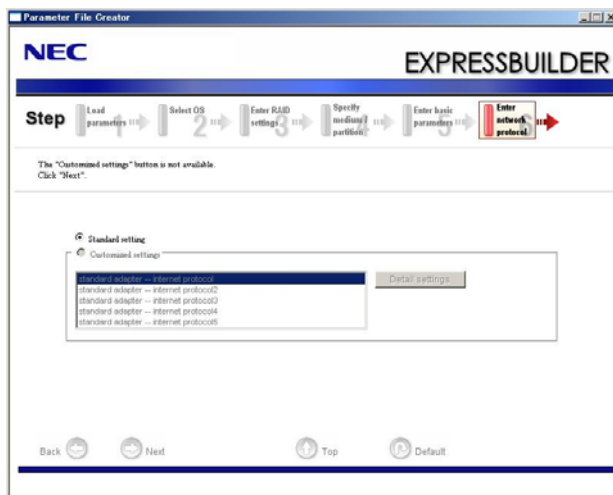 Parameter File Creator
NEC
EXPRESSBUILDER
Step
Load
parameters
1
Select OS
2
Enter RAID
settings
3
Specify
medium /
partition
4
Enter basic
parameters
5
Enter
network
protocol
6
The "Customized settings" button is not available.
Click "Next".
Standard setting
Customized settings
standard adapter -- internet protocol
standard adapter -- internet protocol2
standard adapter -- internet protocol3
standard adapter -- internet protocol4
standard adapter -- internet protocol5
Detail settings
Back
Next
Top
Default